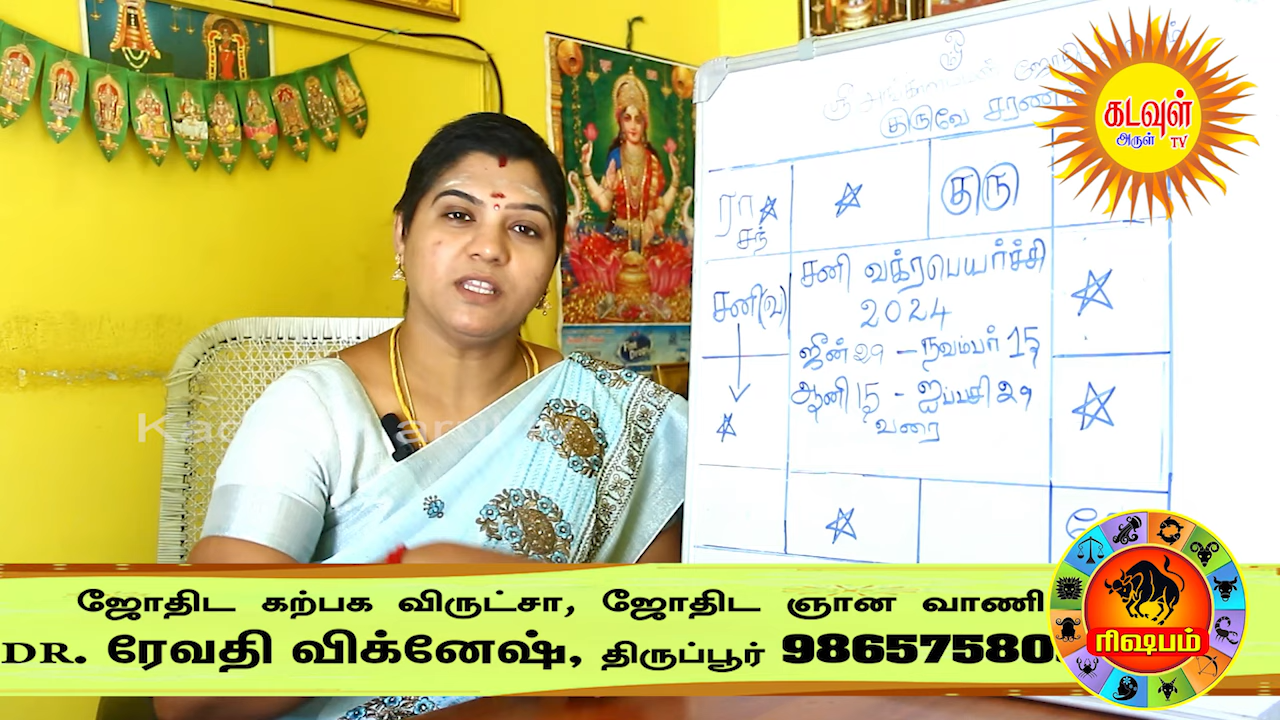 ஓ
குருவே சரணம்
கடவுள்
அருள்
TV
ரா
சந்
குரு
சனி(வ)
சனி வக்ரபெயர்ச்சி
2024
ஜீன் 29 – நவம்பர் 15
ஆனி 15 - ஐப்பசி 29
வரை
ஜோதிட கற்பக விருட்சா, ஜோதிட ஞான வாணி
DR. ரேவதி விக்னேஷ், திருப்பூர் 98657580
ரிஷபம்